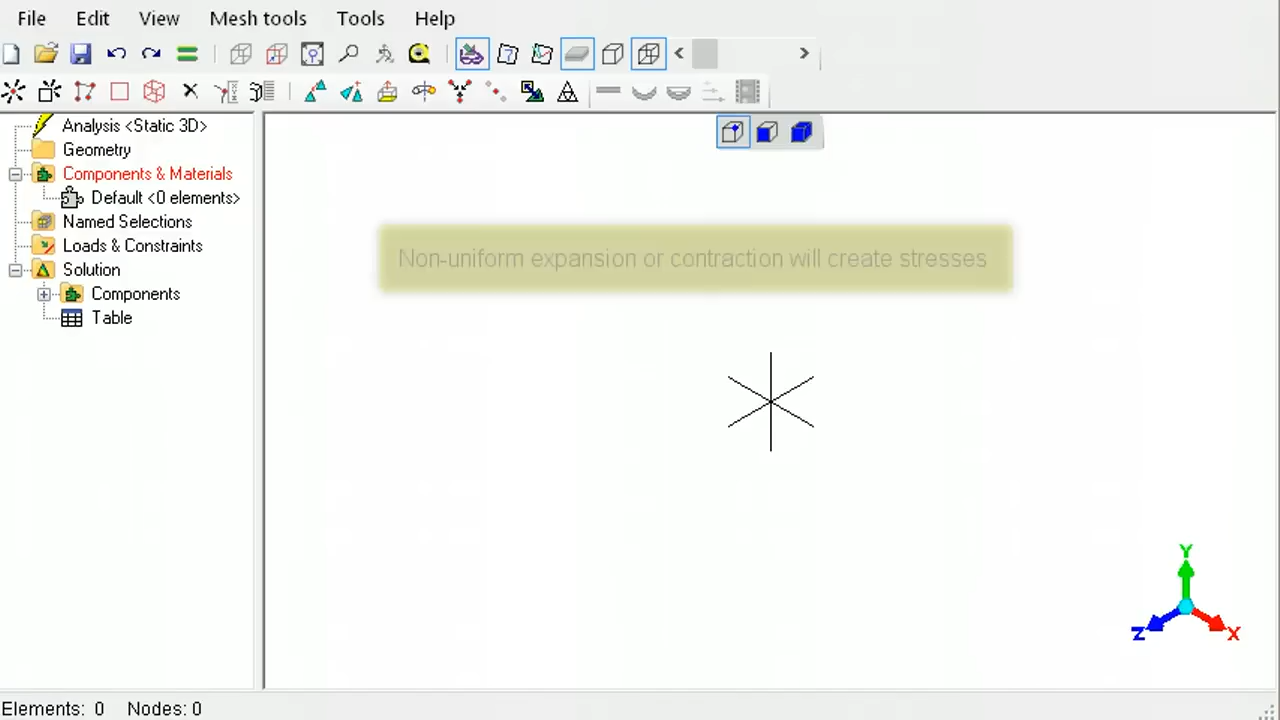 File Edit View Mesh tools Tools Help
Analysis <Static 3D>
Geometry
Components & Materials
Default <0 elements>
Named Selections
Loads & Constraints
Solution
Components
Table
Non-uniform expansion or contraction will create stresses
Y
Z
X
Elements: 0 Nodes: 0